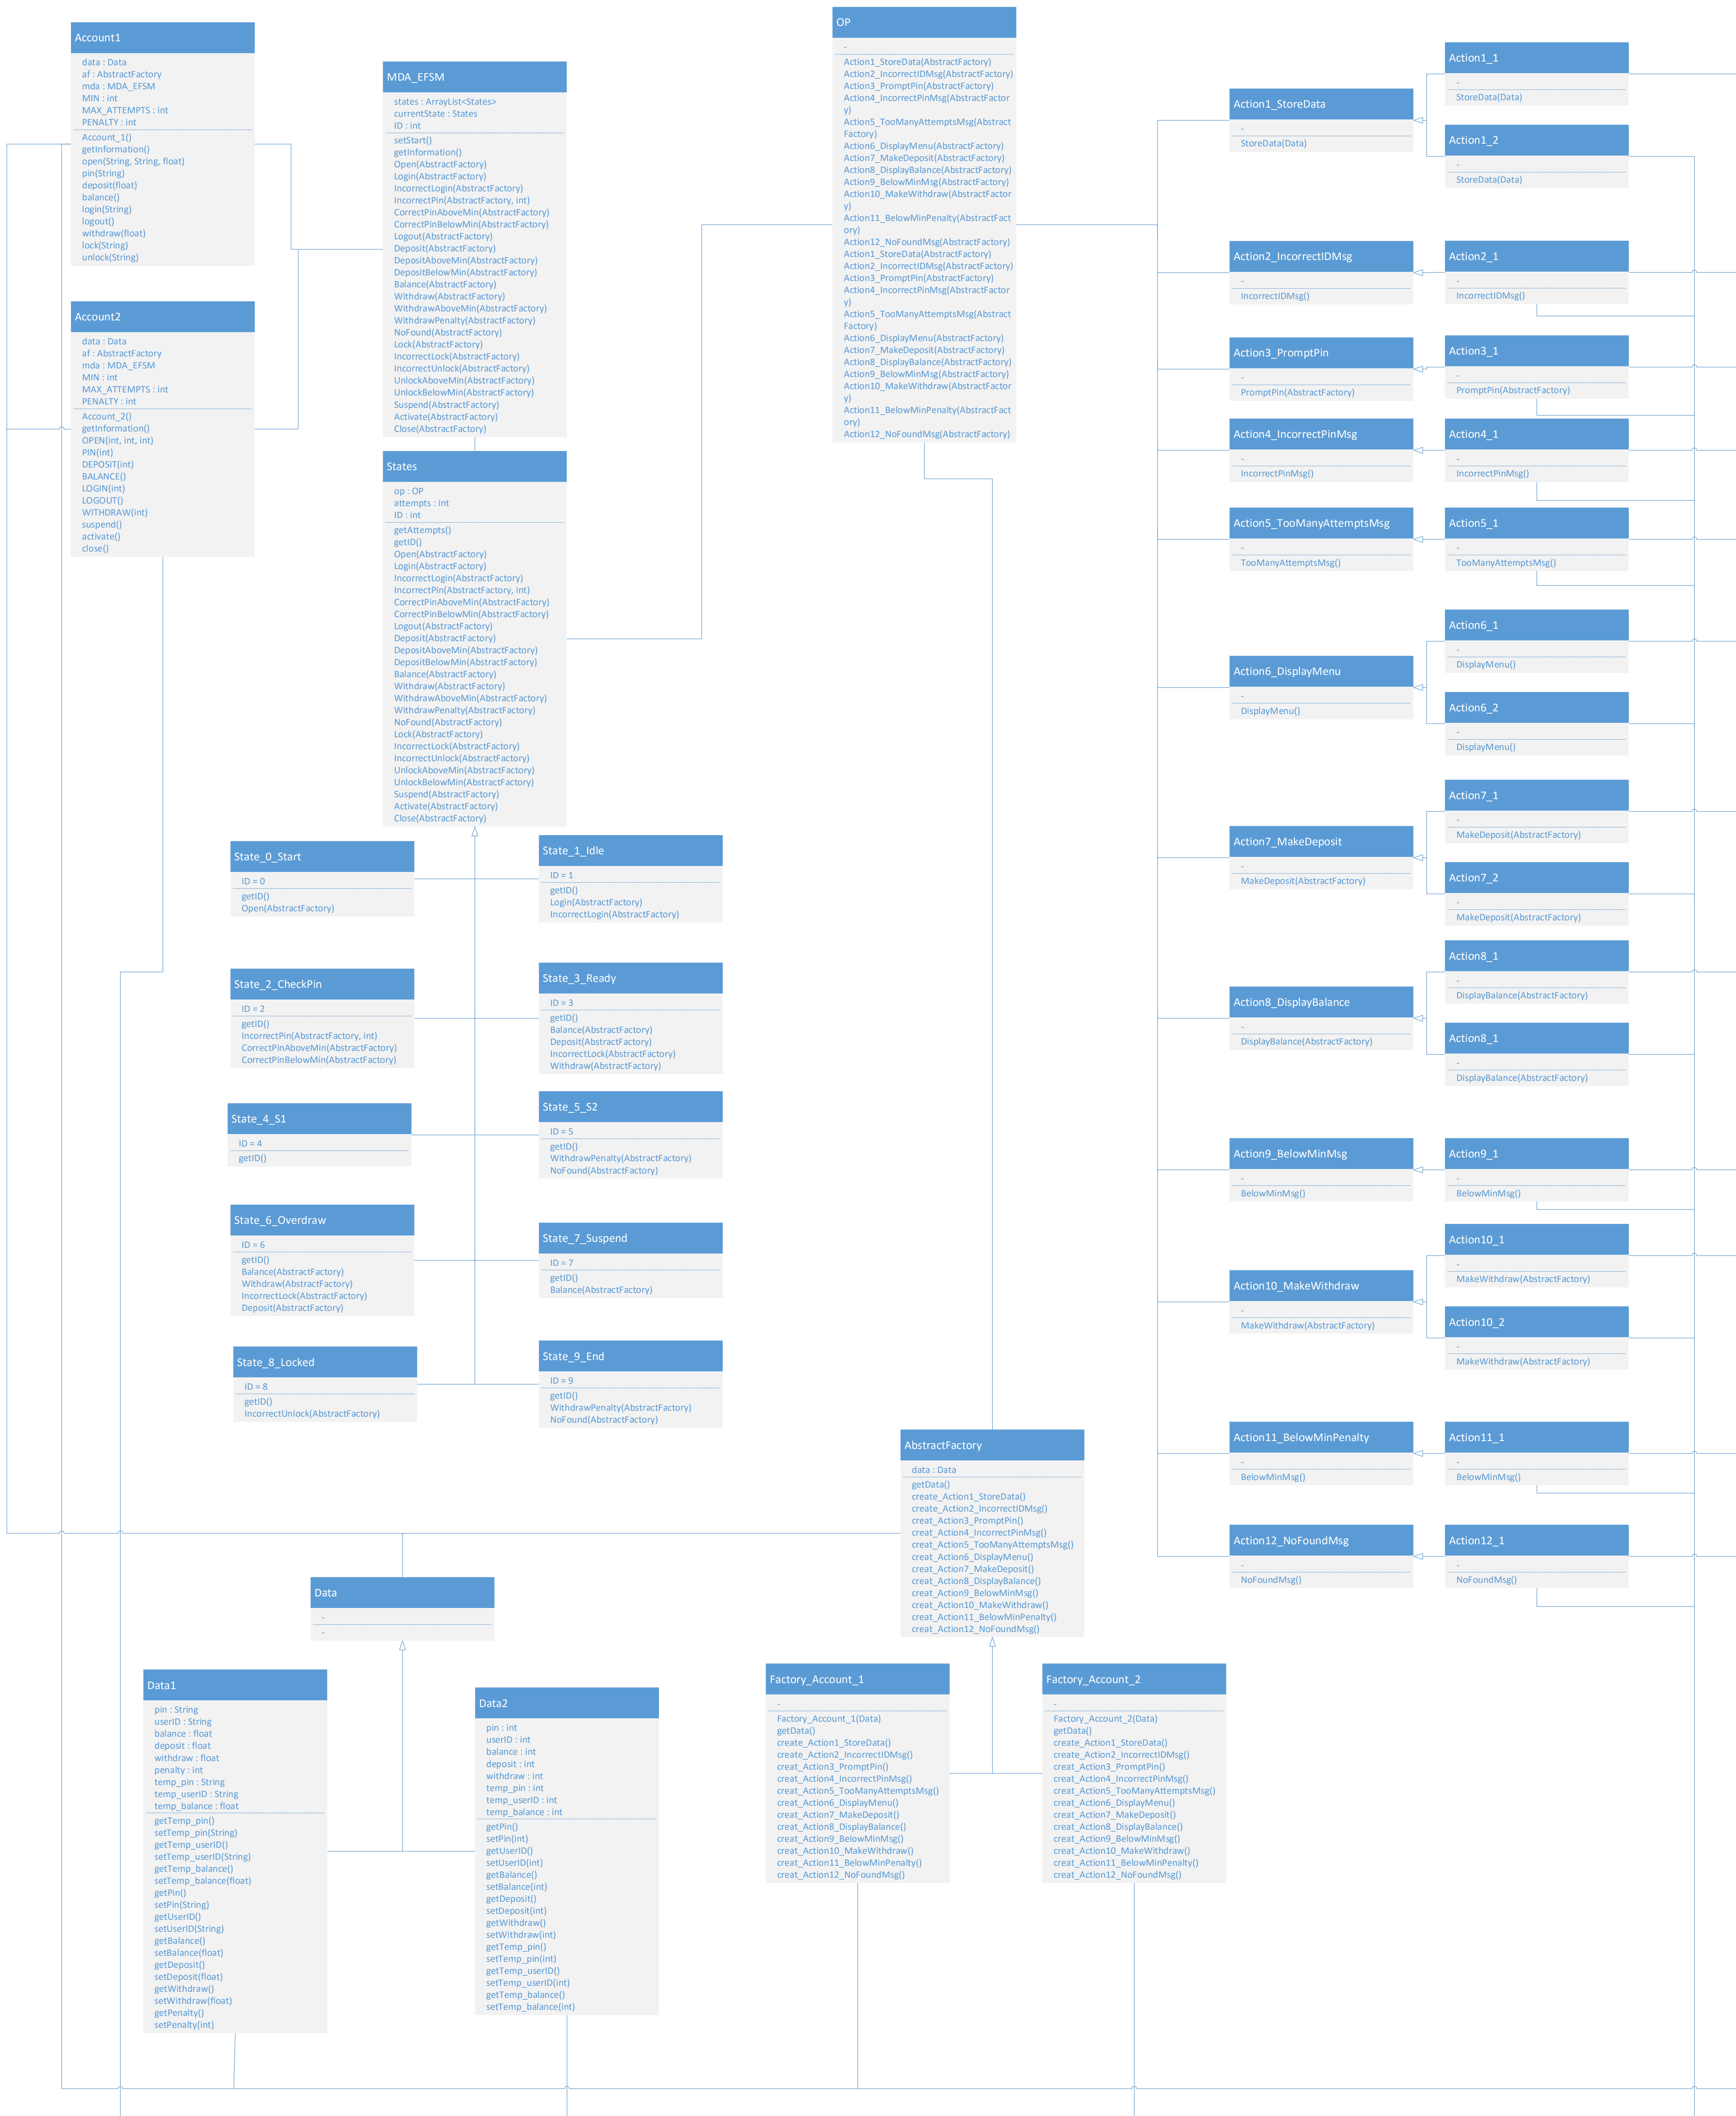 Account1
data : Data
af : AbstractFactory
mda : MDA_EFSM
MIN : int
MAX_ATTEMPTS : int
PENALTY : int
Account_1()
getInformation()
open(String, String, float)
pin(String)
deposit(float)
balance()
login(String)
logout()
withdraw(float)
lock(String)
unlock(String)
Account2
data : Data
af : AbstractFactory
mda : MDA_EFSM
MIN : int
MAX_ATTEMPTS : int
PENALTY : int
Account_2()
getInformation()
OPEN(int, int, int)
PIN(int)
DEPOSIT(int)
BALANCE()
LOGIN(int)
LOGOUT()
WITHDRAW(int)
suspend()
activate()
close()
MDA_EFSM
states : ArrayList<States>
currentState : States
ID : int
setStart()
getInformation()
Open(AbstractFactory)
Login(AbstractFactory)
IncorrectLogin(AbstractFactory)
IncorrectPin(AbstractFactory, int)
CorrectPinAboveMin(AbstractFactory)
CorrectPinBelowMin(AbstractFactory)
Logout(AbstractFactory)
Deposit(AbstractFactory)
DepositAboveMin(AbstractFactory)
DepositBelowMin(AbstractFactory)
Balance(AbstractFactory)
Withdraw(AbstractFactory)
WithdrawAboveMin(AbstractFactory)
WithdrawPenalty(AbstractFactory)
NoFound(AbstractFactory)
Lock(AbstractFactory)
IncorrectLock(AbstractFactory)
IncorrectUnlock(AbstractFactory)
UnlockAboveMin(AbstractFactory)
UnlockBelowMin(AbstractFactory)
Suspend(AbstractFactory)
Activate(AbstractFactory)
Close(AbstractFactory)
States
op : OP
attempts : int
ID : int
getAttempts()
getID()
Open(AbstractFactory)
Login(AbstractFactory)
IncorrectLogin(AbstractFactory)
IncorrectPin(AbstractFactory, int)
CorrectPinAboveMin(AbstractFactory)
CorrectPinBelowMin(AbstractFactory)
Logout(AbstractFactory)
Deposit(AbstractFactory)
DepositAboveMin(AbstractFactory)
DepositBelowMin(AbstractFactory)
Balance(AbstractFactory)
Withdraw(AbstractFactory)
WithdrawAboveMin(AbstractFactory)
WithdrawPenalty(AbstractFactory)
NoFound(AbstractFactory)
Lock(AbstractFactory)
IncorrectLock(AbstractFactory)
IncorrectUnlock(AbstractFactory)
UnlockAboveMin(AbstractFactory)
UnlockBelowMin(AbstractFactory)
Suspend(AbstractFactory)
Activate(AbstractFactory)
Close(AbstractFactory)
State_0_Start
ID = 0
getID()
Open(AbstractFactory)
State_1_Idle
ID = 1
getID()
Login(AbstractFactory)
IncorrectLogin(AbstractFactory)
State_2_CheckPin
ID = 2
getID()
IncorrectPin(AbstractFactory, int)
CorrectPinAboveMin(AbstractFactory)
CorrectPinBelowMin(AbstractFactory)
State_3_Ready
ID = 3
getID()
Balance(AbstractFactory)
Deposit(AbstractFactory)
IncorrectLock(AbstractFactory)
Withdraw(AbstractFactory)
State_4_S1
ID = 4
getID()
State_5_S2
ID = 5
getID()
WithdrawPenalty(AbstractFactory)
NoFound(AbstractFactory)
State_6_Overdraw
ID = 6
getID()
Balance(AbstractFactory)
Withdraw(AbstractFactory)
IncorrectLock(AbstractFactory)
Deposit(AbstractFactory)
State_7_Suspend
ID = 7
getID()
Balance(AbstractFactory)
State_8_Locked
ID = 8
getID()
IncorrectUnlock(AbstractFactory)
State_9_End
ID = 9
getID()
WithdrawPenalty(AbstractFactory)
NoFound(AbstractFactory)
OP
-
Action1_StoreData(AbstractFactory)
Action2_IncorrectIDMsg(AbstractFactory)
Action3_PromptPin(AbstractFactory)
Action4_IncorrectPinMsg(AbstractFactor
y)
Action5_TooManyAttemptsMsg(Abstract
Factory)
Action6_DisplayMenu(AbstractFactory)
Action7_MakeDeposit(AbstractFactory)
Action8_DisplayBalance(AbstractFactory)
Action9_BelowMinMsg(AbstractFactory)
Action10_MakeWithdraw(AbstractFactor
y)
Action11_BelowMinPenalty(AbstractFact
ory)
Action12_NoFoundMsg(AbstractFactory)
Action1_StoreData(AbstractFactory)
Action2_IncorrectIDMsg(AbstractFactory)
Action3_PromptPin(AbstractFactory)
Action4_IncorrectPinMsg(AbstractFactor
y)
Action5_TooManyAttemptsMsg(Abstract
Factory)
Action6_DisplayMenu(AbstractFactory)
Action7_MakeDeposit(AbstractFactory)
Action8_DisplayBalance(AbstractFactory)
Action9_BelowMinMsg(AbstractFactory)
Action10_MakeWithdraw(AbstractFactor
y)
Action11_BelowMinPenalty(AbstractFact
ory)
Action12_NoFoundMsg(AbstractFactory)
Action1_StoreData
-
StoreData(Data)
Action1_1
-
StoreData(Data)
Action1_2
-
StoreData(Data)
Action2_IncorrectIDMsg
-
IncorrectIDMsg()
Action2_1
-
IncorrectIDMsg()
Action3_PromptPin
-
PromptPin(AbstractFactory)
Action3_1
-
PromptPin(AbstractFactory)
Action4_IncorrectPinMsg
-
IncorrectPinMsg()
Action4_1
-
IncorrectPinMsg()
Action5_TooManyAttemptsMsg
-
TooManyAttemptsMsg()
Action5_1
-
TooManyAttemptsMsg()
Action6_DisplayMenu
-
DisplayMenu()
Action6_1
-
DisplayMenu()
Action6_2
-
DisplayMenu()
Action7_MakeDeposit
-
MakeDeposit(AbstractFactory)
Action7_1
-
MakeDeposit(AbstractFactory)
Action7_2
-
MakeDeposit(AbstractFactory)
Action8_DisplayBalance
-
DisplayBalance(AbstractFactory)
Action8_1
-
DisplayBalance(AbstractFactory)
Action8_1
-
DisplayBalance(AbstractFactory)
Action9_BelowMinMsg
-
BelowMinMsg()
Action9_1
-
BelowMinMsg()
Action10_MakeWithdraw
-
MakeWithdraw(AbstractFactory)
Action10_1
-
MakeWithdraw(AbstractFactory)
Action10_2
-
MakeWithdraw(AbstractFactory)
Action11_BelowMinPenalty
-
BelowMinMsg()
Action11_1
-
BelowMinMsg()
Action12_NoFoundMsg
-
NoFoundMsg()
Action12_1
-
NoFoundMsg()
AbstractFactory
data : Data
getData()
create_Action1_StoreData()
create_Action2_IncorrectIDMsg()
creat_Action3_PromptPin()
creat_Action4_IncorrectPinMsg()
creat_Action5_TooManyAttemptsMsg()
creat_Action6_DisplayMenu()
creat_Action7_MakeDeposit()
creat_Action8_DisplayBalance()
creat_Action9_BelowMinMsg()
creat_Action10_MakeWithdraw()
creat_Action11_BelowMinPenalty()
creat_Action12_NoFoundMsg()
Data
-
-
Data1
pin : String
userID : String
balance : float
deposit : float
withdraw : float
penalty : int
temp_pin : String
temp_userID : String
temp_balance : float
getTemp_pin()
setTemp_pin(String)
getTemp_userID()
setTemp_userID(String)
getTemp_balance()
setTemp_balance(float)
getPin()
setPin(String)
getUserID()
setUserID(String)
getBalance()
setBalance(float)
getDeposit()
setDeposit(float)
getWithdraw()
setWithdraw(float)
getPenalty()
setPenalty(int)
Data2
pin : int
userID : int
balance : int
deposit : int
withdraw : int
temp_pin : int
temp_userID : int
temp_balance : int
getPin()
setPin(int)
getUserID()
setUserID(int)
getBalance()
setBalance(int)
getDeposit()
setDeposit(int)
getWithdraw()
setWithdraw(int)
getTemp_pin()
setTemp_pin(int)
getTemp_userID()
setTemp_userID(int)
getTemp_balance()
setTemp_balance(int)
Factory_Account_1
-
Factory_Account_1(Data)
getData()
create_Action1_StoreData()
create_Action2_IncorrectIDMsg()
creat_Action3_PromptPin()
creat_Action4_IncorrectPinMsg()
creat_Action5_TooManyAttemptsMsg()
creat_Action6_DisplayMenu()
creat_Action7_MakeDeposit()
creat_Action8_DisplayBalance()
creat_Action9_BelowMinMsg()
creat_Action10_MakeWithdraw()
creat_Action11_BelowMinPenalty()
creat_Action12_NoFoundMsg()
Factory_Account_2
-
Factory_Account_2(Data)
getData()
create_Action1_StoreData()
create_Action2_IncorrectIDMsg()
creat_Action3_PromptPin()
creat_Action4_IncorrectPinMsg()
creat_Action5_TooManyAttemptsMsg()
creat_Action6_DisplayMenu()
creat_Action7_MakeDeposit()
creat_Action8_DisplayBalance()
creat_Action9_BelowMinMsg()
creat_Action10_MakeWithdraw()
creat_Action11_BelowMinPenalty()
creat_Action12_NoFoundMsg()